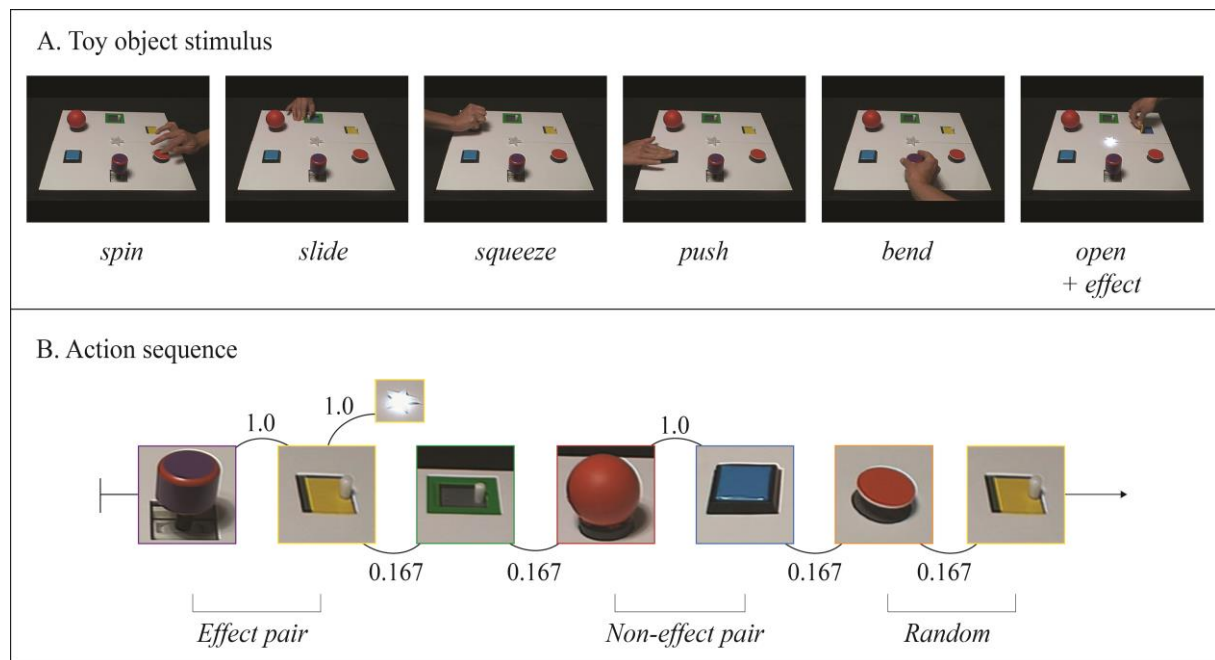 A. Toy object stimulus
spin
slide
squeeze
push
bend
open
+ effect
B. Action sequence
1.0
1.0
1.0
0.167
0.167
0.167
0.167
Effect pair
Non-effect pair
Random